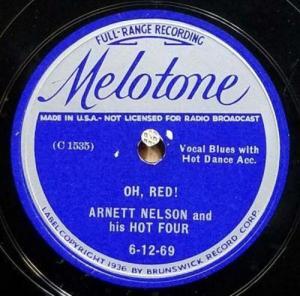 FULL-RANGE RECORDING
Melotone
MADE IN U.S.A.- NOT LICENSED FOR RADIO BROADCAST
(C 1535)
Vocal Blues with
Hot Dance Acc.
OH, RED!
ARNETT NELSON and
his HOT FOUR
6-12-69
LABEL COPYRIGHT 1936 BY BRUNSWICK RECORD CORP.